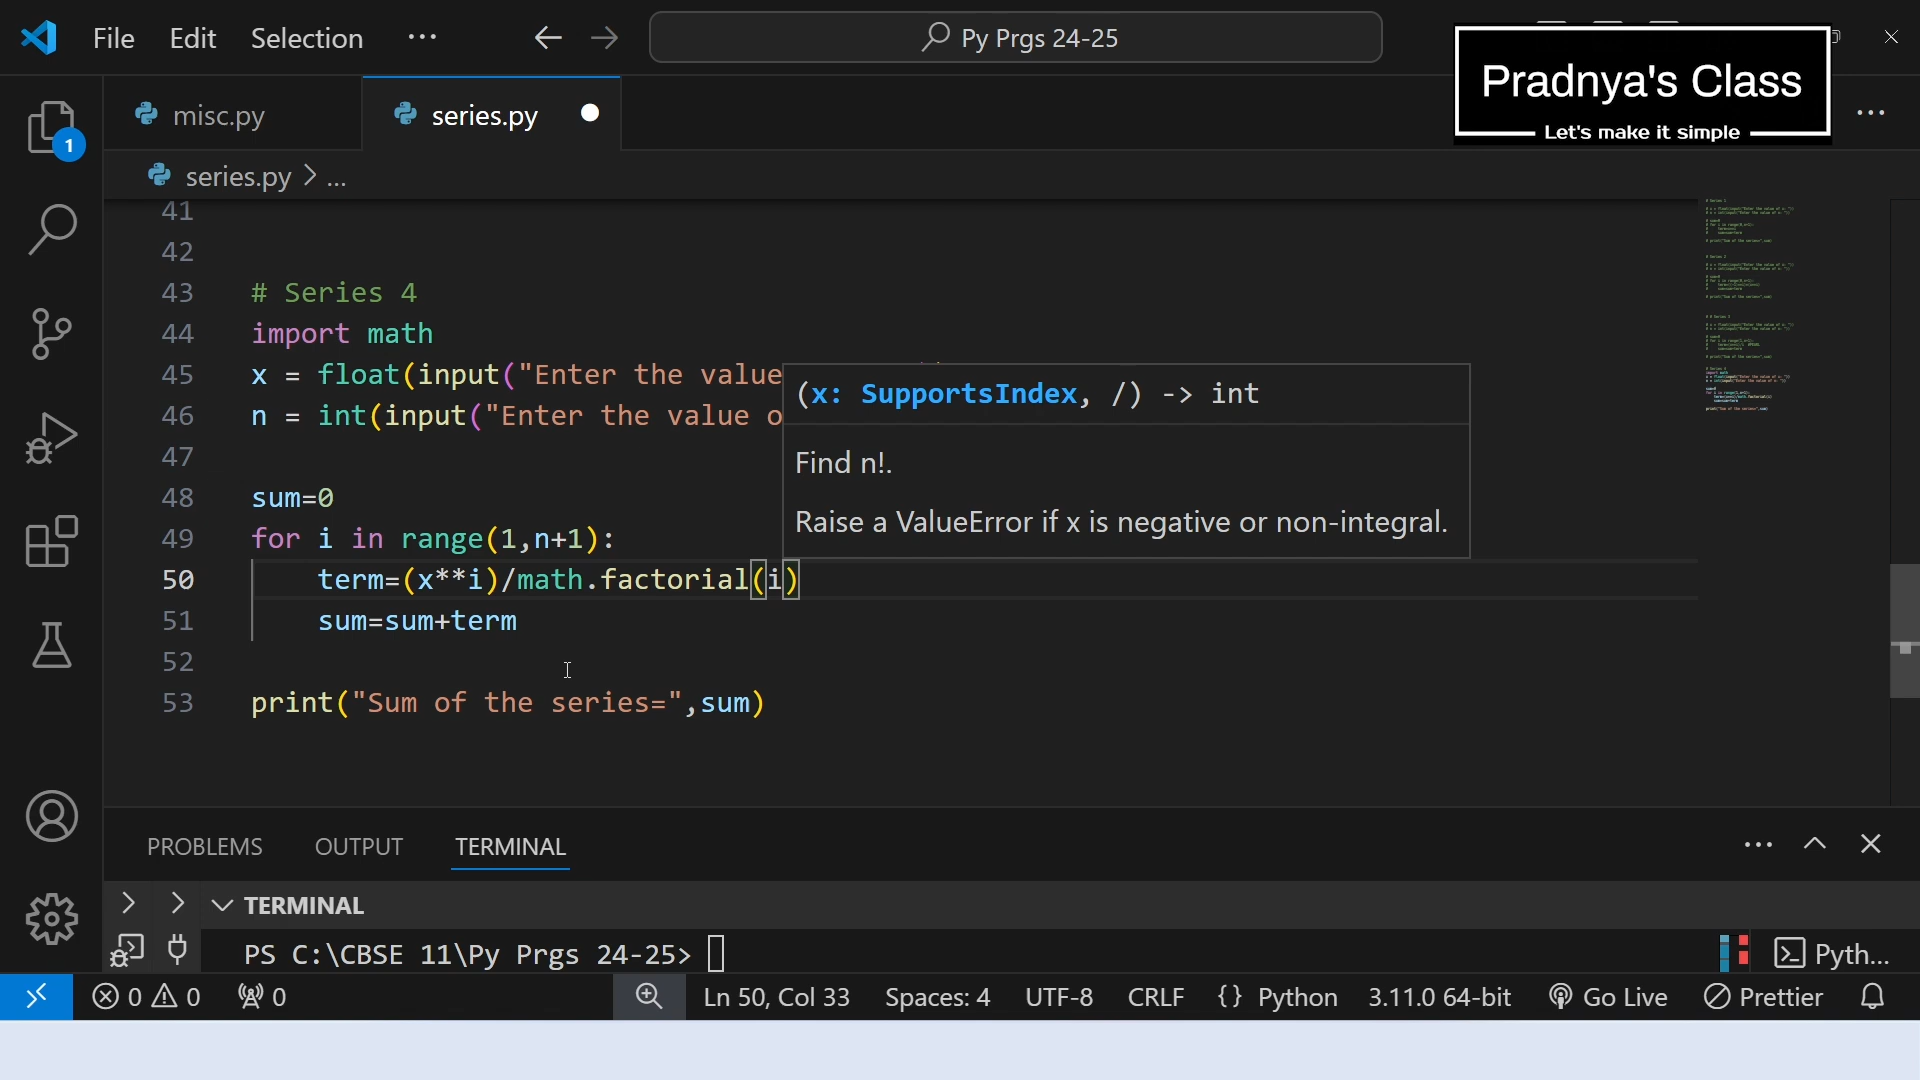 File Edit Selection ... Py Prgs 24-25
Pradnya's Class
Let's make it simple
misc.py series.py
1
series.py > ...
41
42
43 # Series 4
44 import math
45 x = float(input("Enter the value
46 n = int(input("Enter the value o
(x: SupportsIndex, /) -> int
Find n!.
Raise a ValueError if x is negative or non-integral.
47
48 sum=0
49 for i in range(1,n+1):
50 term=(x**i)/math.factorial(i)
51 sum=sum+term
52
53 print("Sum of the series=",sum)
PROBLEMS OUTPUT TERMINAL
TERMINAL
PS C:\CBSE 11\Py Prgs 24-25> Pyth...
0 0 0 Ln 50, Col 33 Spaces: 4 UTF-8 CRLF {} Python 3.11.0 64-bit Go Live Prettier